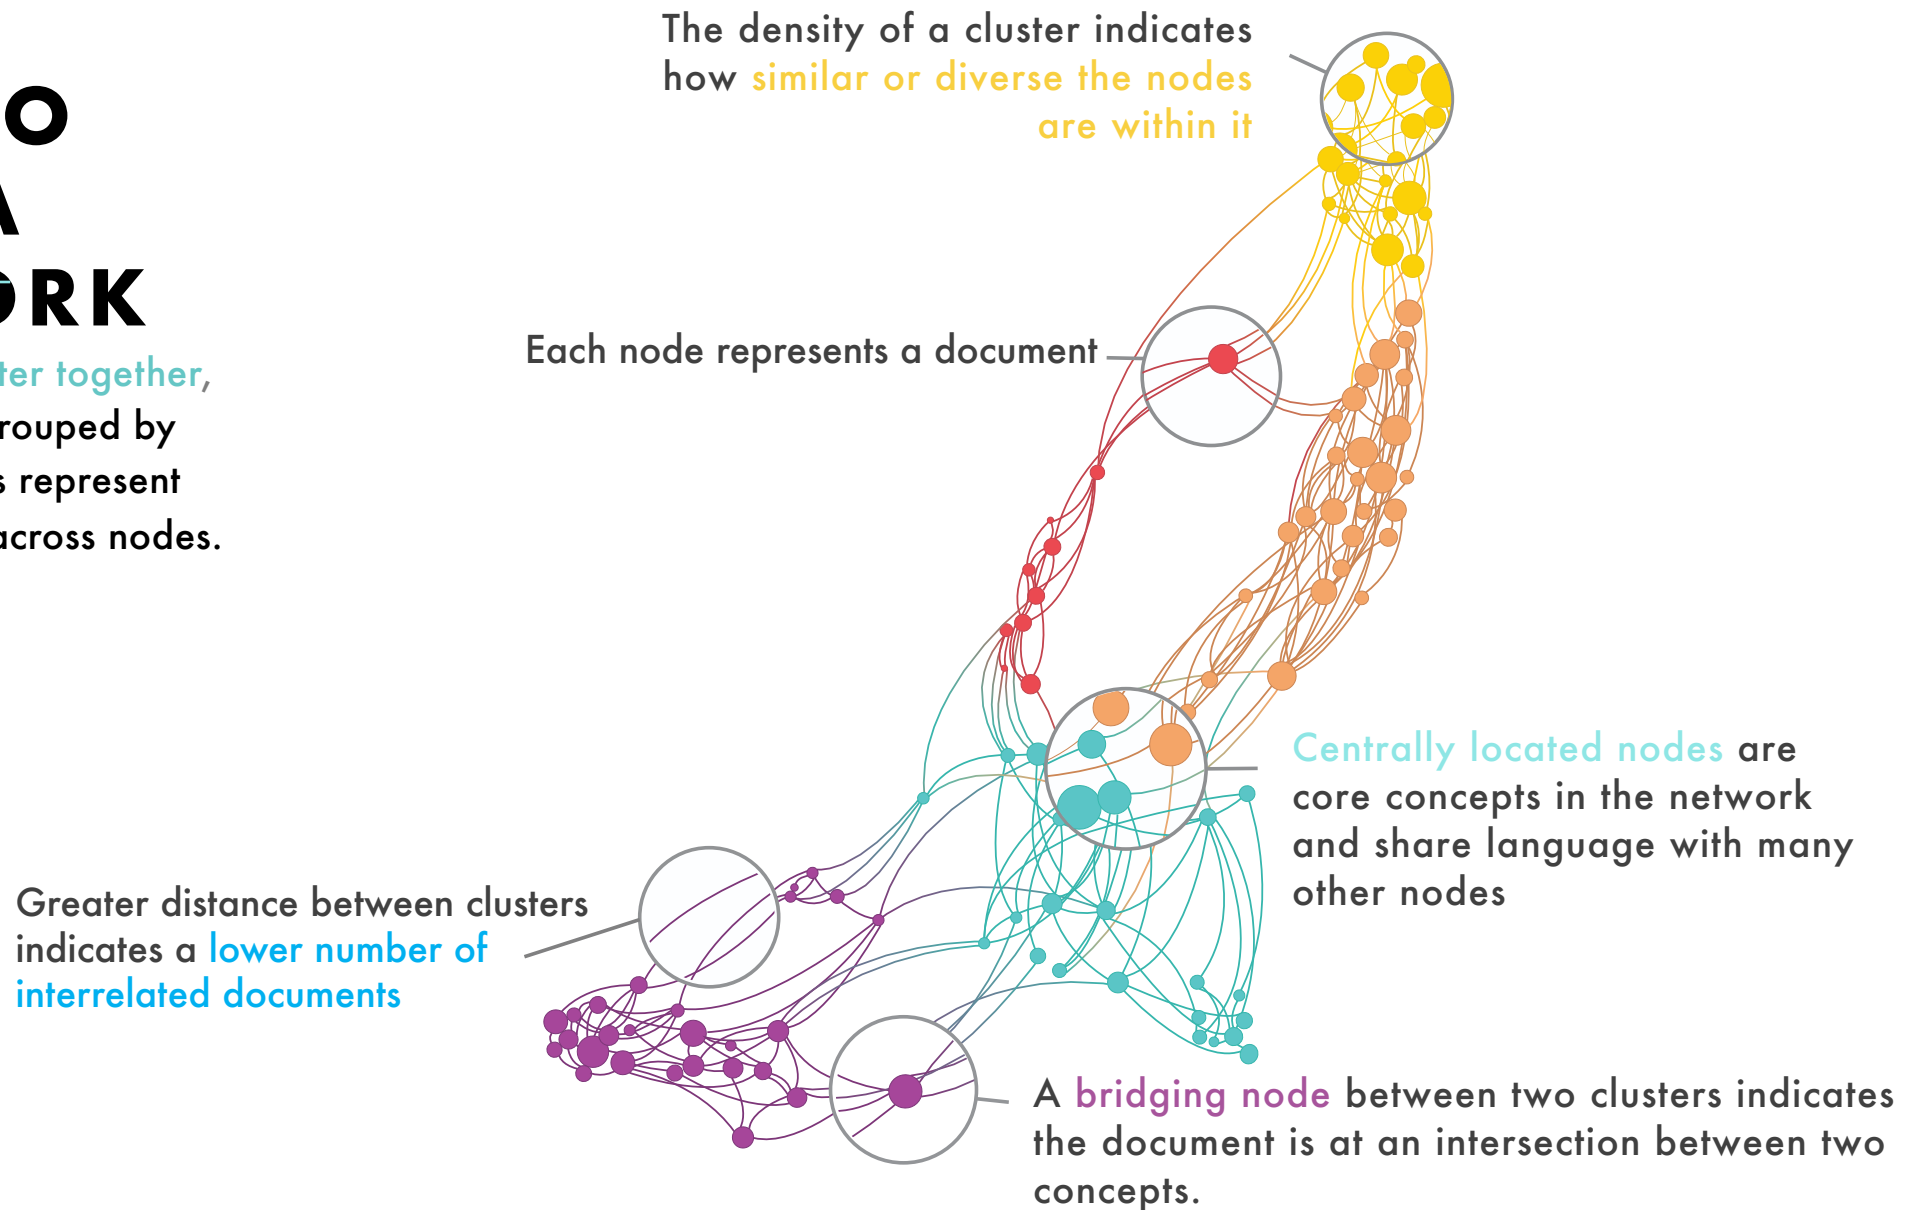 The density of a cluster indicates
how similar or diverse the nodes
are within it
O
A
ORK
ter together,
rouped by
s represent
across nodes.
Each node represents a document
Centrally located nodes are
core concepts in the network
and share language with many
other nodes
Greater distance between clusters
indicates a lower number of
interrelated documents
A bridging node between two clusters indicates
the document is at an intersection between two
concepts.